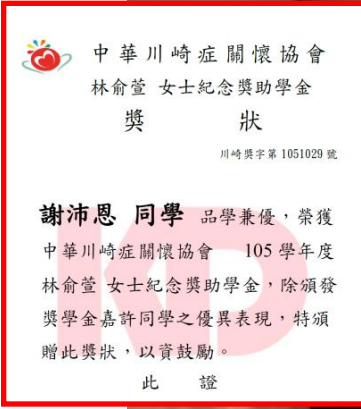 中華川崎症關懷協會
林俞萱 女士紀念獎助學金
獎 狀
川崎獎字第 1051029 號
謝沛恩 同學 品學兼優，榮獲
中華川崎症關懷協會 105 學年度
林俞萱 女士紀念獎助學金，除頒發
獎學金嘉許同學之優異表現，特頒
贈此獎狀，以資鼓勵。
此 證
KD